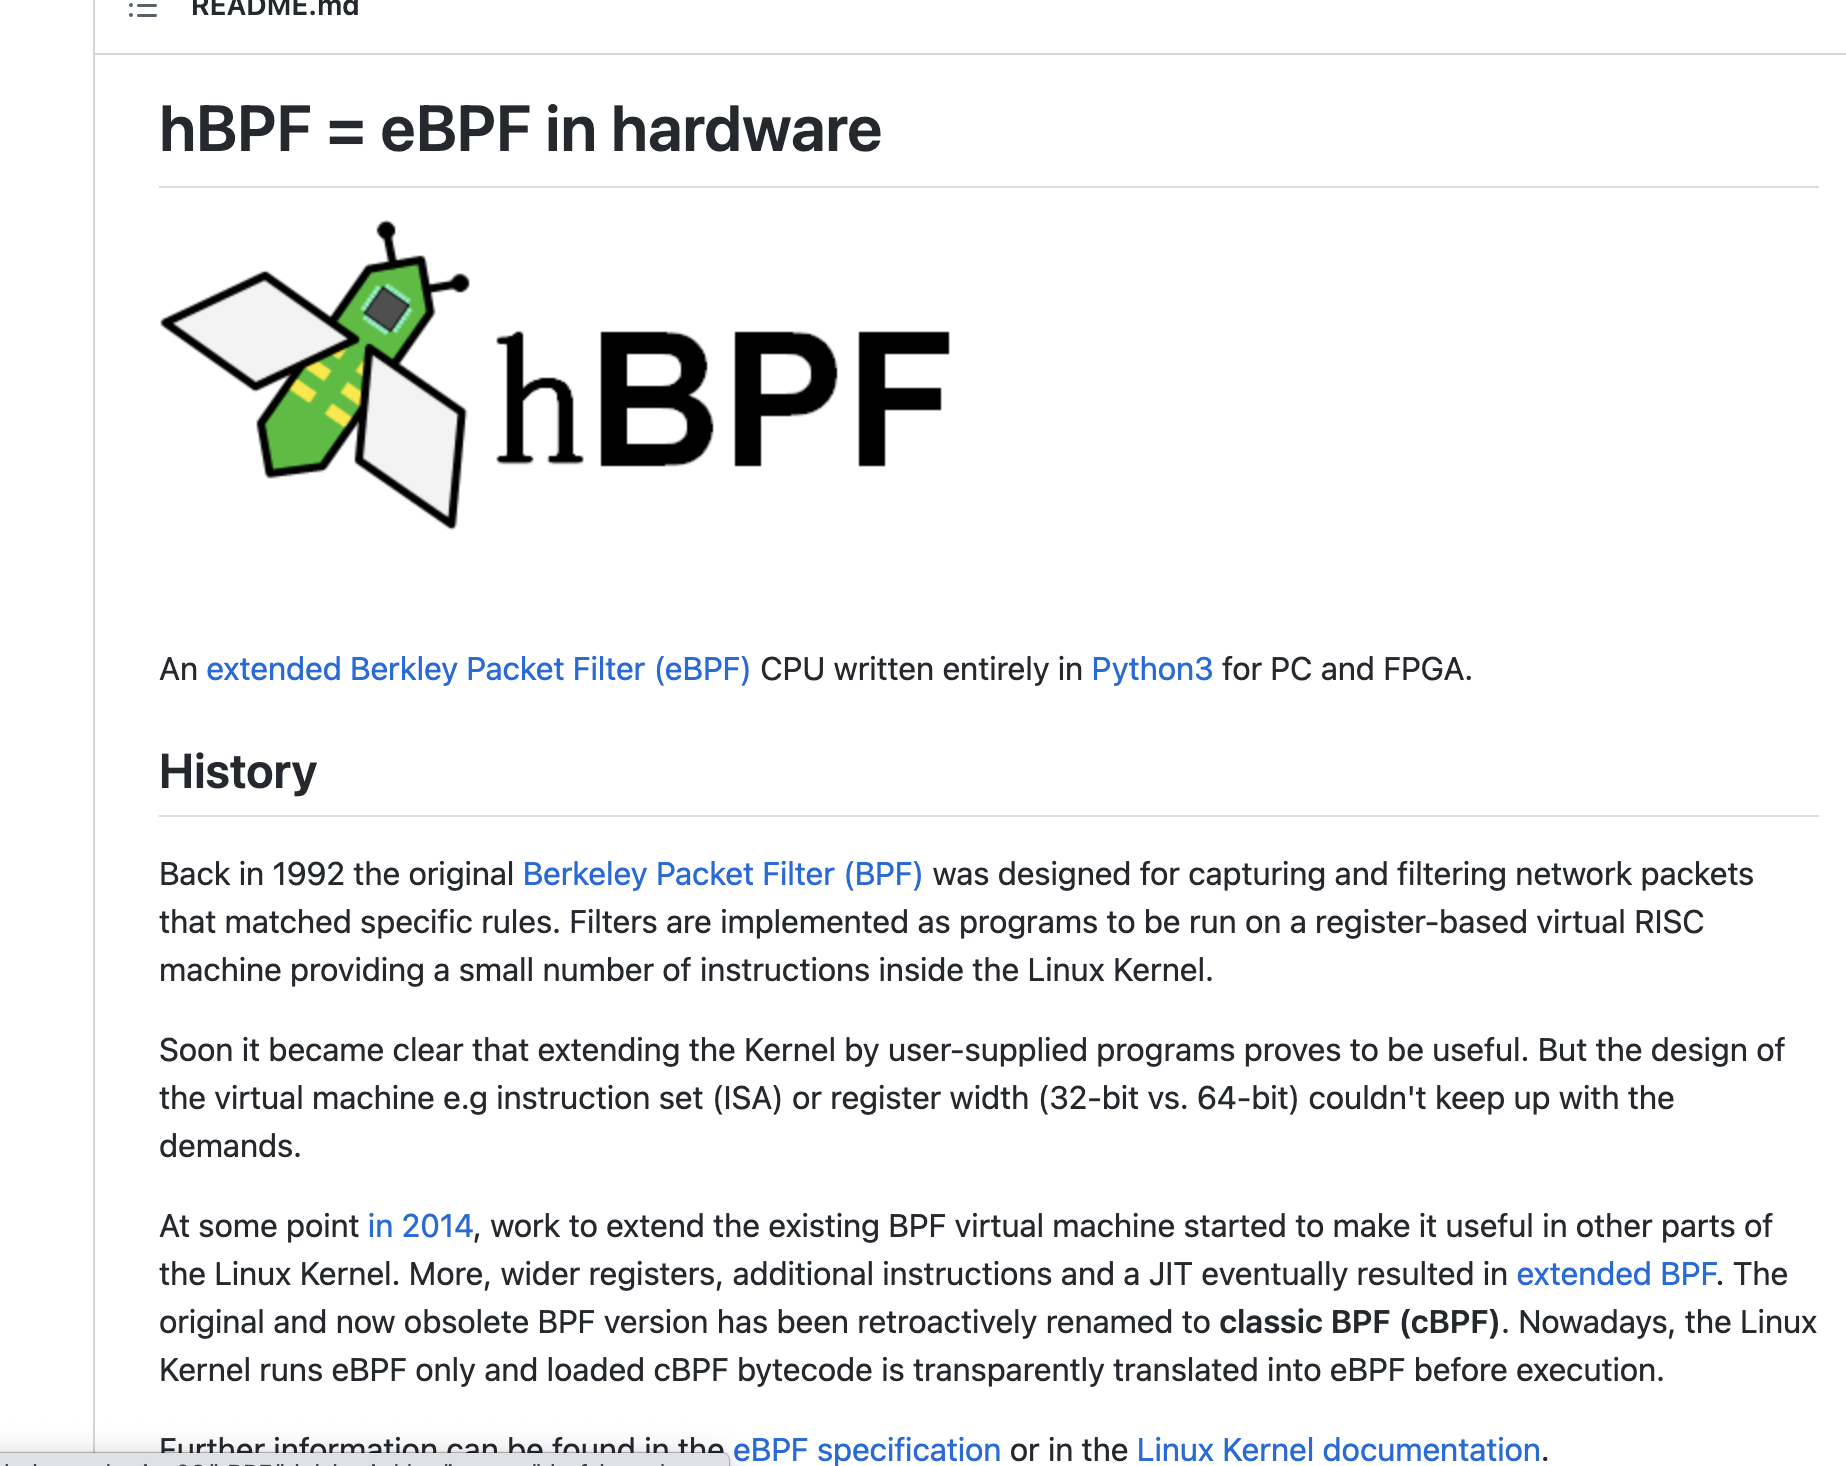 README.md
hBPF = eBPF in hardware
hBPF
An extended Berkley Packet Filter (eBPF) CPU written entirely in Python3 for PC and FPGA.
History
Back in 1992 the original Berkeley Packet Filter (BPF) was designed for capturing and filtering network packets
that matched specific rules. Filters are implemented as programs to be run on a register-based virtual RISC
machine providing a small number of instructions inside the Linux Kernel.
Soon it became clear that extending the Kernel by user-supplied programs proves to be useful. But the design of
the virtual machine e.g instruction set (ISA) or register width (32-bit vs. 64-bit) couldn't keep up with the
demands.
At some point in 2014, work to extend the existing BPF virtual machine started to make it useful in other parts of
the Linux Kernel. More, wider registers, additional instructions and a JIT eventually resulted in extended BPF. The
original and now obsolete BPF version has been retroactively renamed to classic BPF (cBPF). Nowadays, the Linux
Kernel runs eBPF only and loaded cBPF bytecode is transparently translated into eBPF before execution.
Further information can be found in the eBPF specification or in the Linux Kernel documentation.